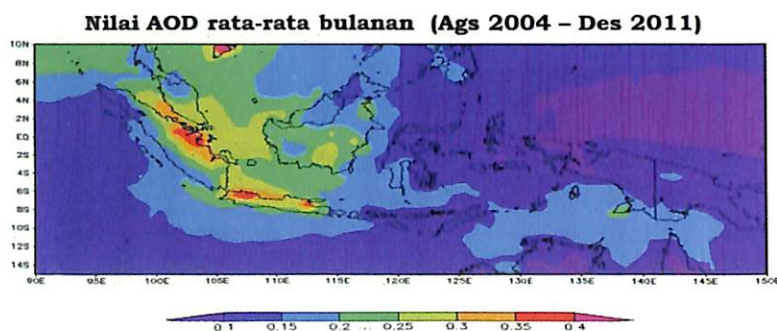 Nilai AOD rata-rata bulanan (Ags 2004 – Des 2011)
10N
8N
6N
4N
2N
EQ
2S
4S
6S
8S
10S
12S
14S
90E 95E 100E 105E 110E 115E 120E 125E 130E 135E 140E 145E 150E
0.1 0.15 0.2 0.25 0.3 0.35 0.4